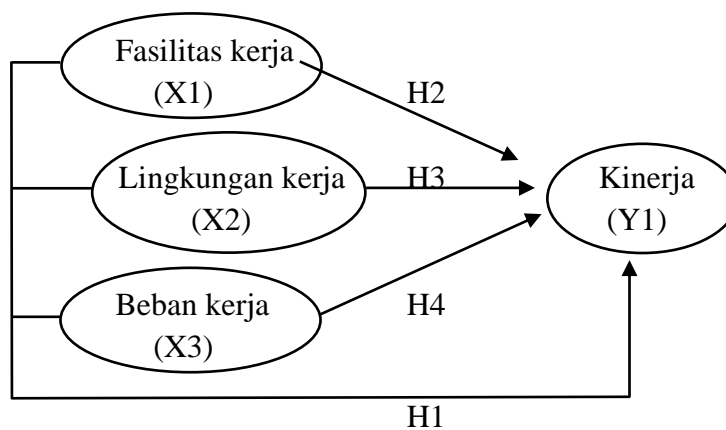 Fasilitas kerja
(X1)
H2
Lingkungan kerja
(X2)
H3
Kinerja
(Y1)
Beban kerja
(X3)
H4
H1